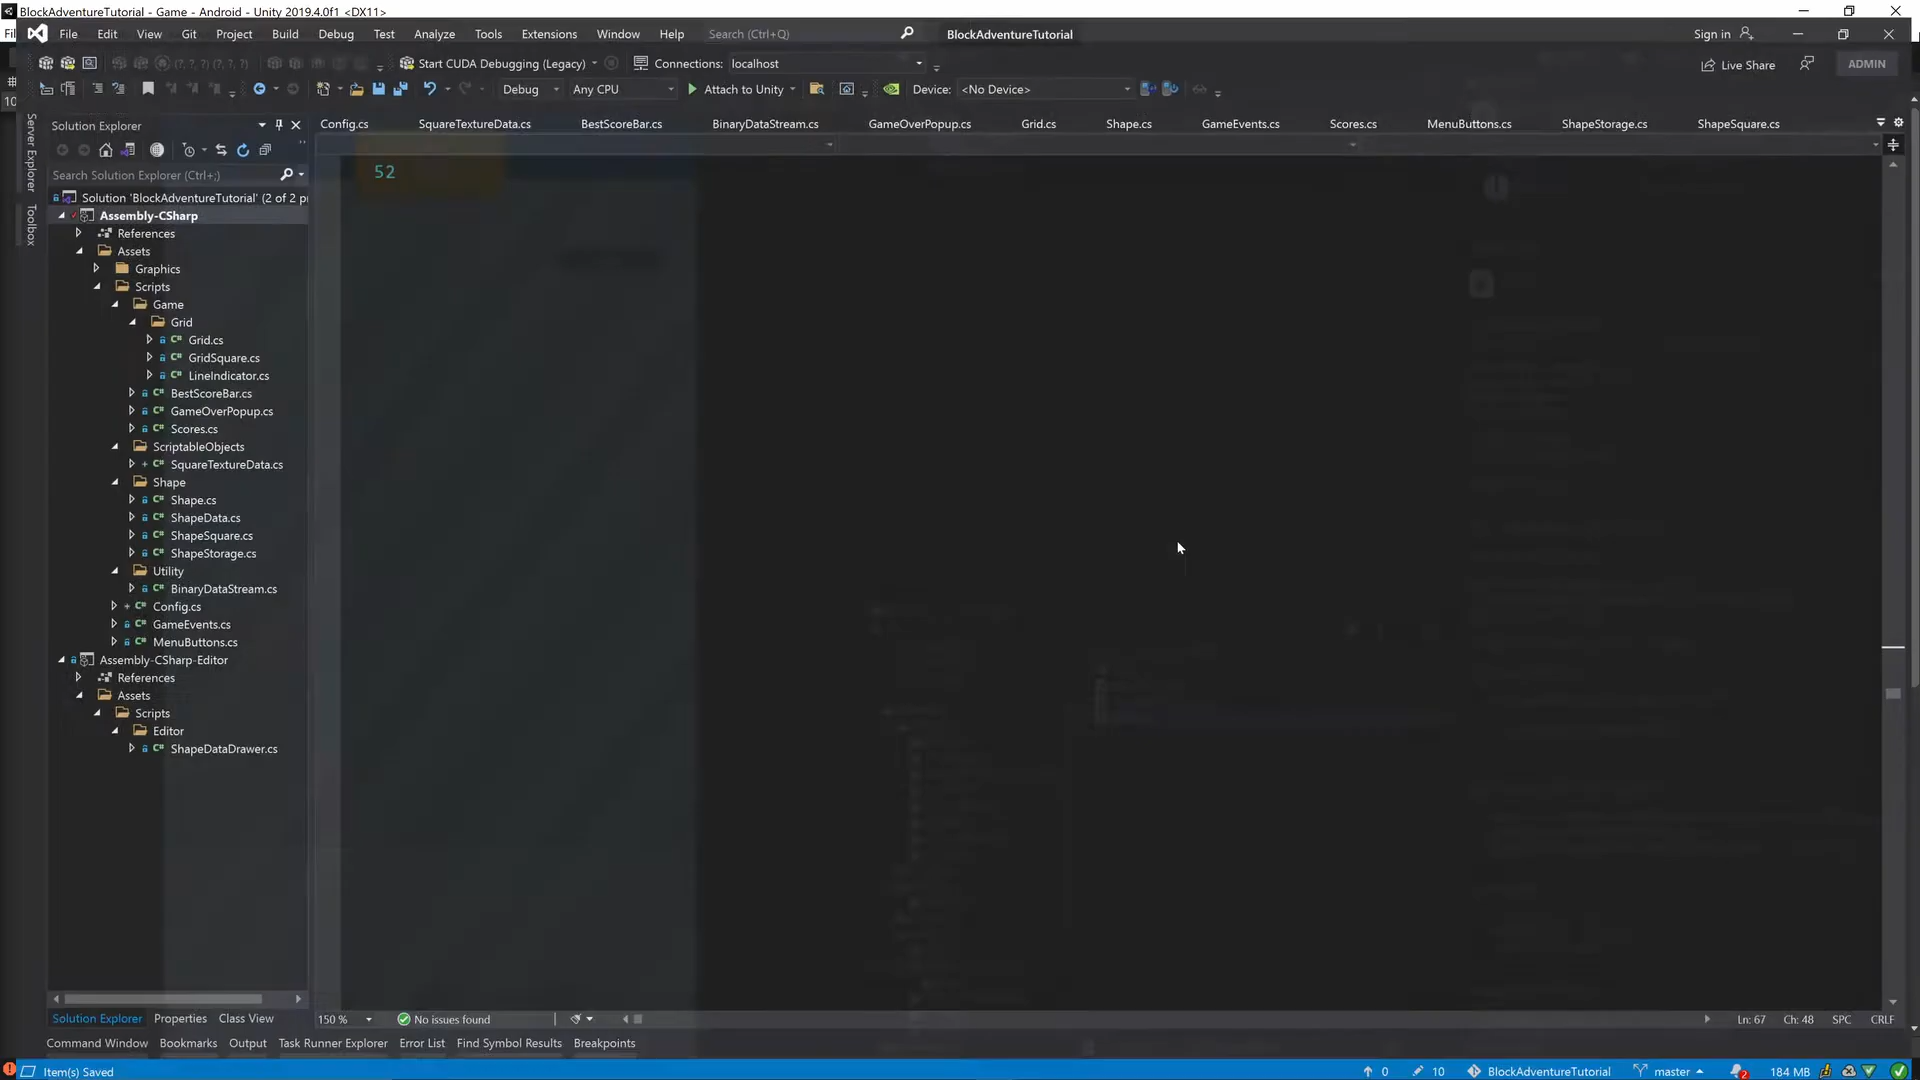 BlockAdventureTutorial - Game - Android - Unity 2019.4.0f1 <DX11>
File Edit View Git Project Build Debug Test Analyze Tools Extensions Window Help Search (Ctrl+Q) BlockAdventureTutorial Sign in
Start CUDA Debugging (Legacy) Connections: localhost Live Share ADMIN
Debug Any CPU Attach to Unity Device: <No Device>
Server Explorer
Toolbox
Solution Explorer
Config.cs SquareTextureData.cs BestScoreBar.cs BinaryDataStream.cs GameOverPopup.cs Grid.cs Shape.cs GameEvents.cs Scores.cs MenuButtons.cs ShapeStorage.cs ShapeSquare.cs
Search Solution Explorer (Ctrl+;)
52
Solution 'BlockAdventureTutorial' (2 of 2 p
Assembly-CSharp
References
Assets
Graphics
Scripts
Game
Grid
Grid.cs
GridSquare.cs
LineIndicator.cs
BestScoreBar.cs
GameOverPopup.cs
Scores.cs
ScriptableObjects
SquareTextureData.cs
Shape
Shape.cs
ShapeData.cs
ShapeSquare.cs
ShapeStorage.cs
Utility
BinaryDataStream.cs
Config.cs
GameEvents.cs
MenuButtons.cs
Assembly-CSharp-Editor
References
Assets
Scripts
Editor
ShapeDataDrawer.cs
Solution Explorer Properties Class View
150 % No issues found Ln: 67 Ch: 48 SPC CRLF
Command Window Bookmarks Output Task Runner Explorer Error List Find Symbol Results Breakpoints
Item(s) Saved 0 10 BlockAdventureTutorial master 2 184 MB